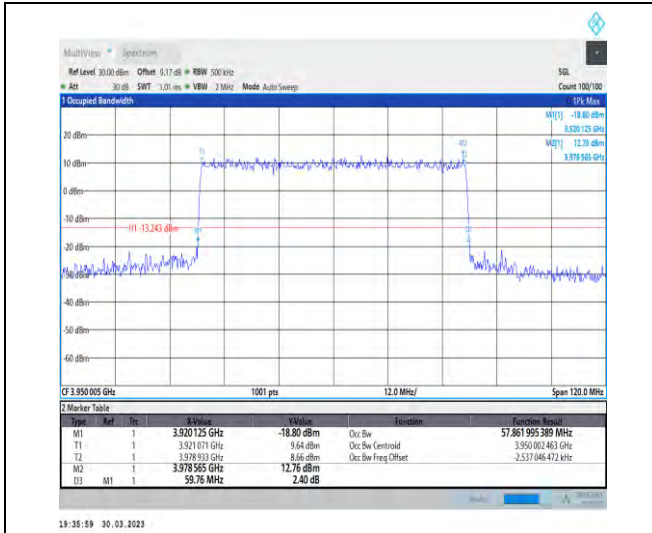 MultiView Spectrum
Ref Level 30.00 dBm Offset 9.17 dB RBW 500 kHz SGL
Att 30 dB SWT 1.01 ms VBW 2 MHz Mode Auto Sweep Count 100/100
1 Occupied Bandwidth 1Pk Max
M1[1] -18.80 dBm
3.920 125 GHz
20 dBm M2[1] 12.76 dBm
3.978 565 GHz
T1 M2
10 dBm
0 dBm
-10 dBm
H1 -13.243 dBm
-20 dBm
-30 dBm
-40 dBm
-50 dBm
-60 dBm
CF 3.950 005 GHz 1001 pts 12.0 MHz/ Span 120.0 MHz
2 Marker Table
Type Ref Trc X-Value Y-Value Function Function Result
M1 1 3.920 125 GHz -18.80 dBm Occ Bw 57.861 995 389 MHz
T1 1 3.921 071 GHz 9.64 dBm Occ Bw Centroid 3.950 002 463 GHz
T2 1 3.978 933 GHz 8.66 dBm Occ Bw Freq Offset -2.537 046 472 kHz
M2 1 3.978 565 GHz 12.76 dBm
D3 M1 1 59.76 MHz 2.40 dB
19:35:59 30.03.2023